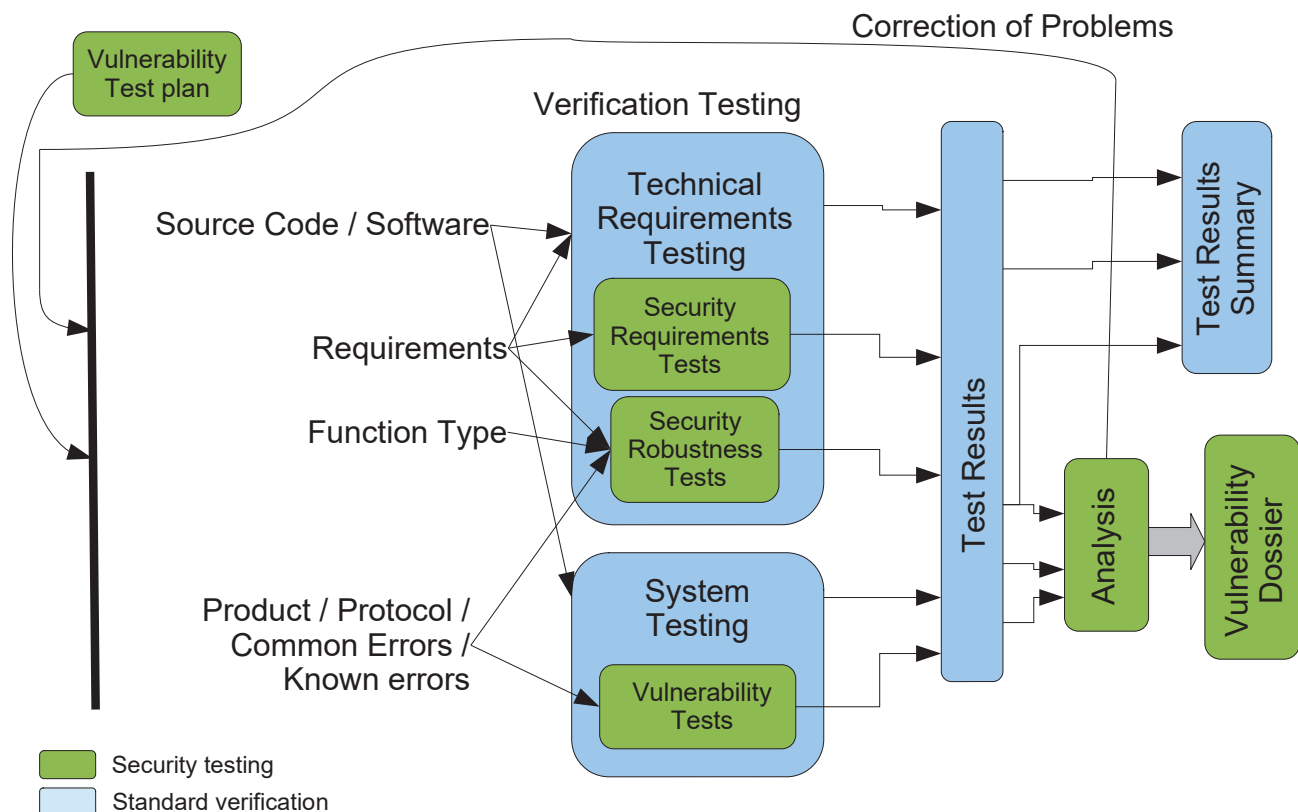 Correction of Problems
Vulnerability
Test plan
Verification Testing
Technical
Requirements
Testing
Source Code / Software
Security
Requirements
Tests
Requirements
Security
Robustness
Tests
Function Type
System
Testing
Product / Protocol /
Common Errors /
Known errors
Vulnerability
Tests
Test Results
Test Results
Summary
Analysis
Vulnerability
Dossier
Security testing
Standard verification